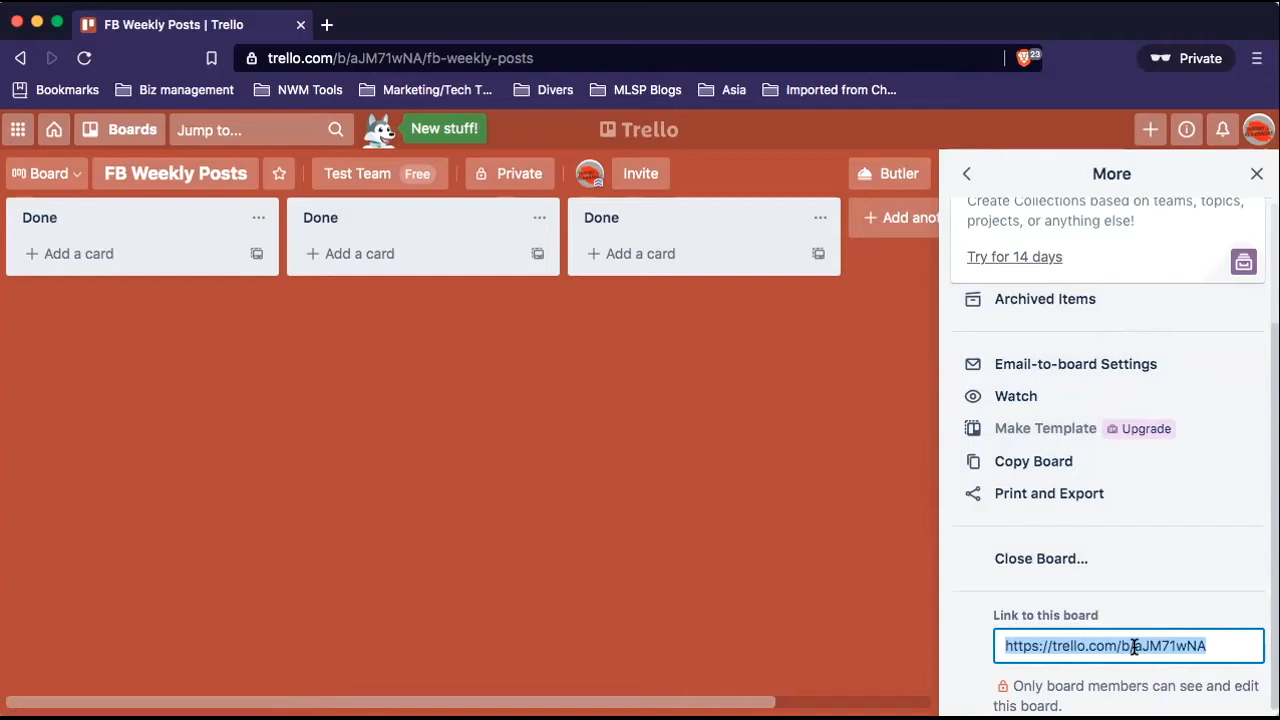 FB Weekly Posts | Trello
trello.com/b/aJM71wNA/fb-weekly-posts
23
Private
Bookmarks
Biz management
NWM Tools
Marketing/Tech T...
Divers
MLSP Blogs
Asia
Imported from Ch...
Boards
Jump to...
New stuff!
Trello
Board
FB Weekly Posts
Test Team Free
Private
Invite
Butler
More
Done
+ Add a card
Done
+ Add a card
Done
+ Add a card
+ Add anot
Create Collections based on teams, topics,
projects, or anything else!
Try for 14 days
Archived Items
Email-to-board Settings
Watch
Make Template Upgrade
Copy Board
Print and Export
Close Board...
Link to this board
https://trello.com/b/aJM71wNA
Only board members can see and edit
this board.